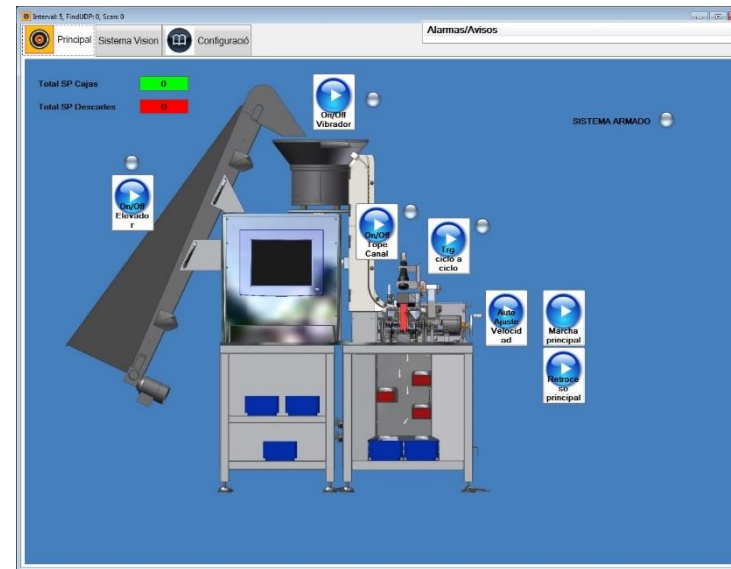 Interval: 5, FindUDP: 0, Scan: 0
Principal Sistema Vision Configuració
Alarmas/Avisos
Total SP Cajas 0
Total SP Descartes 0
On/Off
Vibrador
SISTEMA ARMADO
On/Off
Elevado
r
On/Off
Tope
Canal
Trg.
ciclo a
ciclo
Auto
Ajuste
Velocid
ad
Marcha
principal
Retroce
so
principal